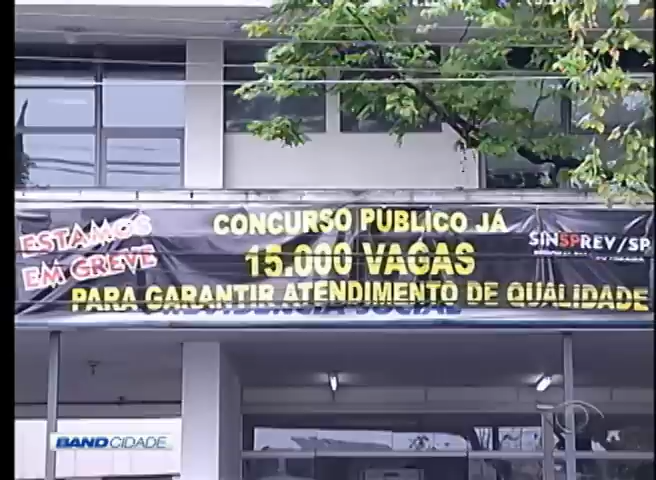 ESTAMOS
EM GREVE
CONCURSO PÚBLICO JÁ
15.000 VAGAS
PARA GARANTIR ATENDIMENTO DE QUALIDADE
SINSPREV/SP
BAND CIDADE